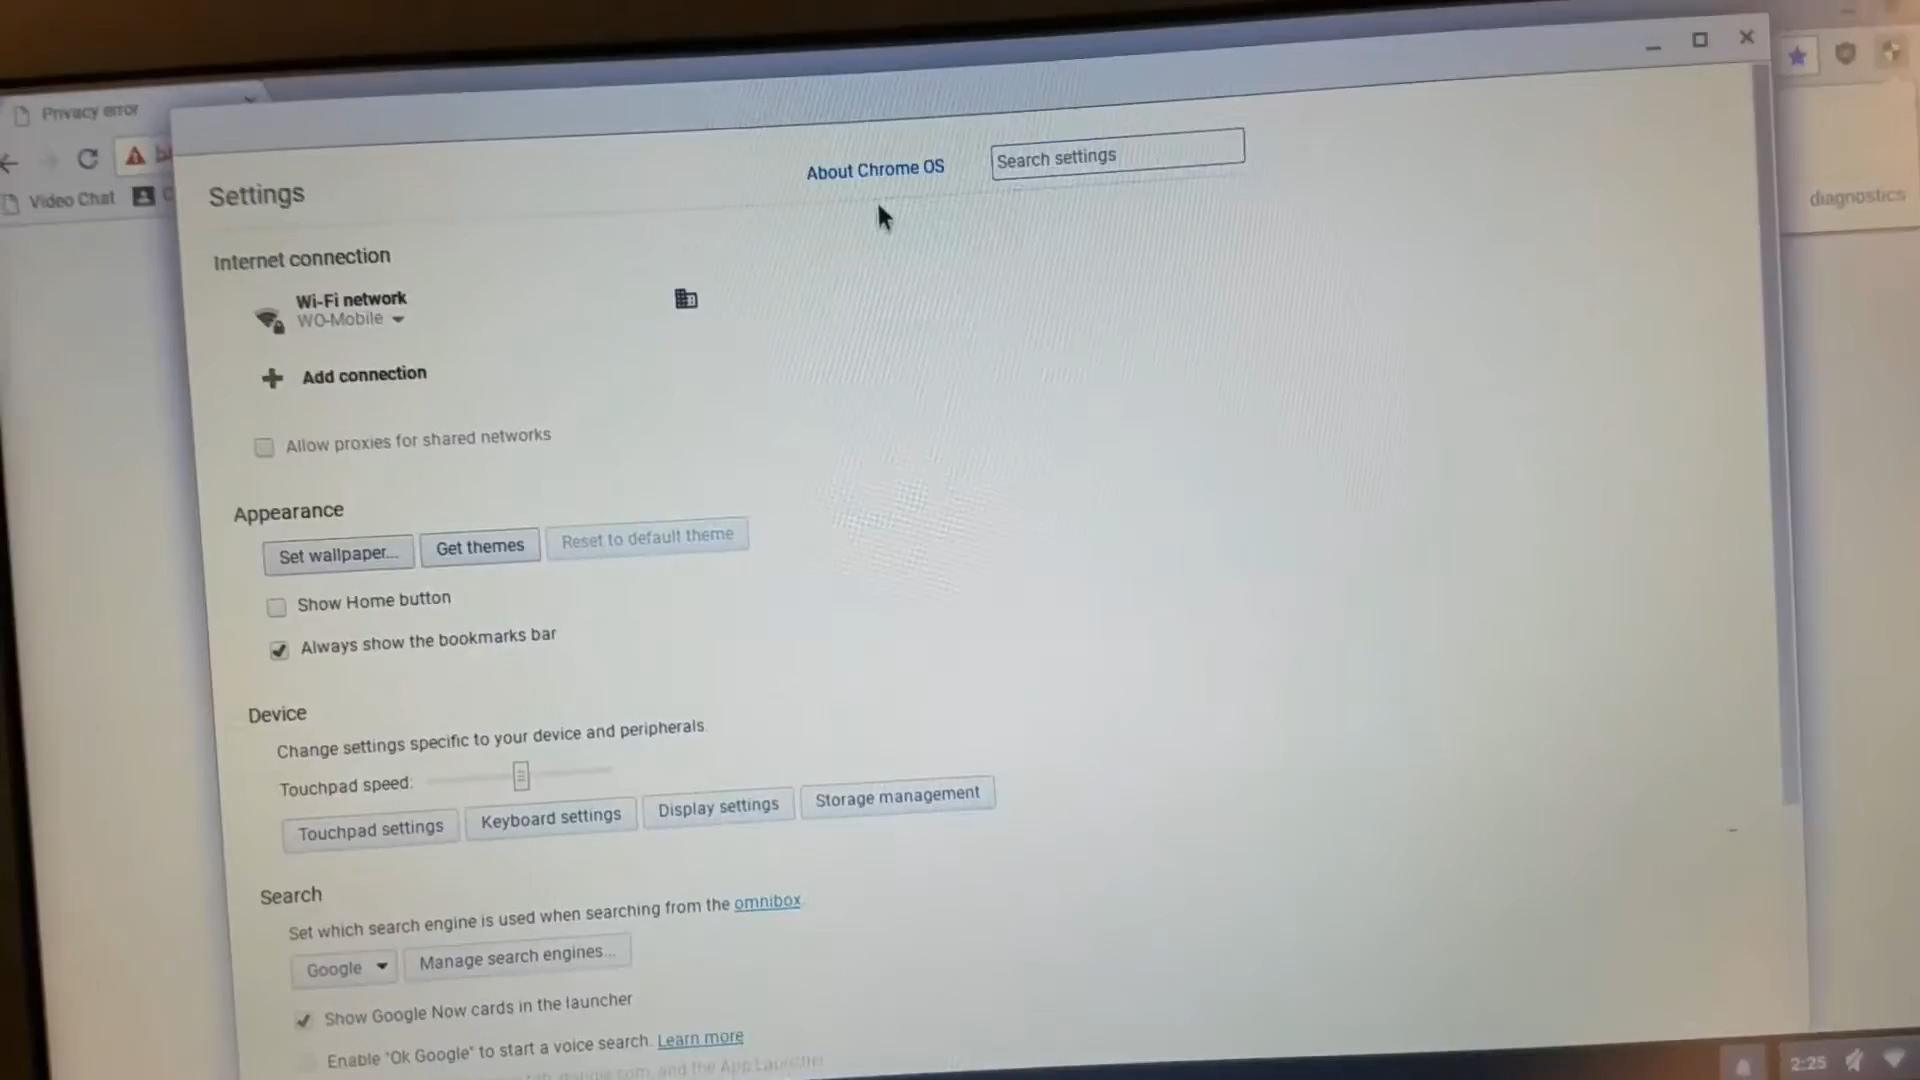 Privacy error
Video Chat
Settings
About Chrome OS
Search settings
diagnostics
Internet connection
Wi-Fi network
WO-Mobile
Add connection
Allow proxies for shared networks
Appearance
Set wallpaper...
Get themes
Reset to default theme
Show Home button
Always show the bookmarks bar
Device
Change settings specific to your device and peripherals.
Touchpad speed:
Touchpad settings
Keyboard settings
Display settings
Storage management
Search
Set which search engine is used when searching from the omnibox.
Google
Manage search engines...
Show Google Now cards in the launcher
Enable "Ok Google" to start a voice search. Learn more
and the App Launcher
2:25